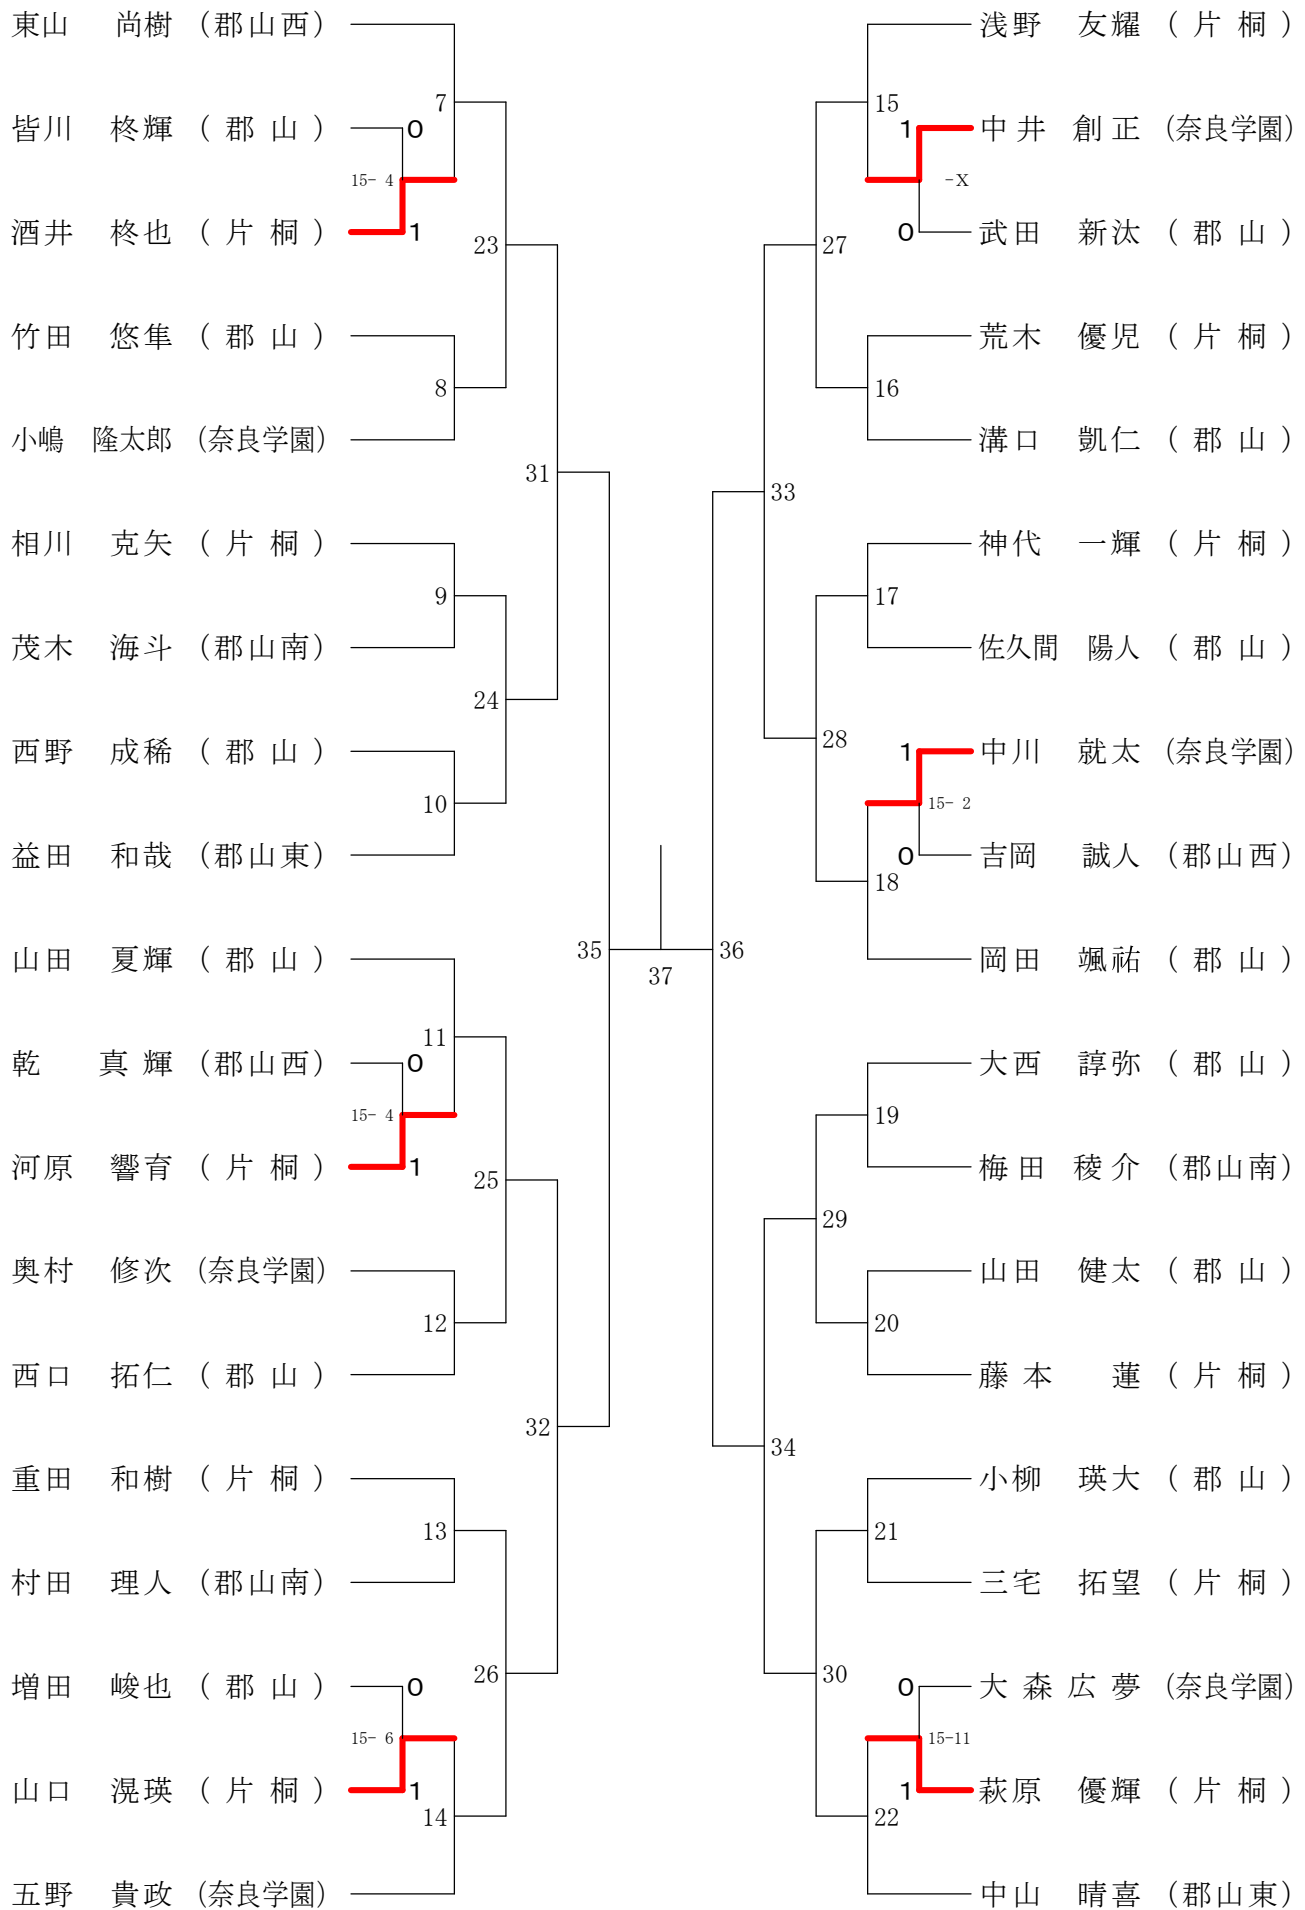 東山 尚樹 (郡山西)
7
皆川 柊輝 ( 郡 山 )
0
15- 4
酒井 柊也 ( 片 桐 )
1
23
竹田 悠隼 ( 郡 山 )
8
小嶋 隆太郎 (奈良学園)
31
相川 克矢 ( 片 桐 )
9
茂木 海斗 (郡山南)
24
西野 成稀 ( 郡 山 )
10
益田 和哉 (郡山東)
35
山田 夏輝 ( 郡 山 )
11
乾 真輝 (郡山西)
0
15- 4
河原 響育 ( 片 桐 )
1
25
奥村 修次 (奈良学園)
12
西口 拓仁 ( 郡 山 )
32
重田 和樹 ( 片 桐 )
13
村田 理人 (郡山南)
26
増田 峻也 ( 郡 山 )
0
15- 6
山口 滉瑛 ( 片 桐 )
1
14
五野 貴政 (奈良学園)
37
浅野 友耀 ( 片 桐 )
15
中井 創正 (奈良学園)
1
-X
武田 新汰 ( 郡 山 )
0
27
荒木 優児 ( 片 桐 )
16
溝口 凱仁 ( 郡 山 )
33
神代 一輝 ( 片 桐 )
17
佐久間 陽人 ( 郡 山 )
28
中川 就太 (奈良学園)
1
15- 2
吉岡 誠人 (郡山西)
0
18
岡田 颯祐 ( 郡 山 )
36
大西 諄弥 ( 郡 山 )
19
梅田 稜介 (郡山南)
29
山田 健太 ( 郡 山 )
20
藤本 蓮 ( 片 桐 )
34
小柳 瑛大 ( 郡 山 )
21
三宅 拓望 ( 片 桐 )
30
大森広夢 (奈良学園)
0
15-11
萩原 優輝 ( 片 桐 )
1
22
中山 晴喜 (郡山東)